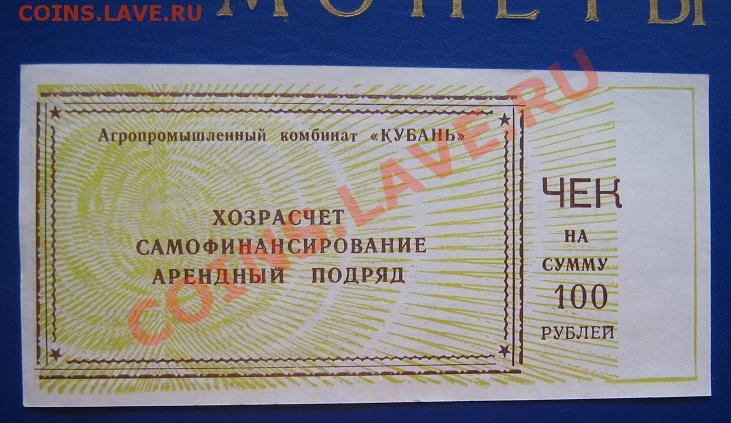 COINS.LAVE.RU
МОНЕТЫ
Агропромышленный комбинат «КУБАНЬ»
ХОЗРАСЧЕТ
САМОФИНАНСИРОВАНИЕ
АРЕНДНЫЙ ПОДРЯД
ЧЕК
НА
СУММУ
100
РУБЛЕЙ
COINS.LAVE.RU